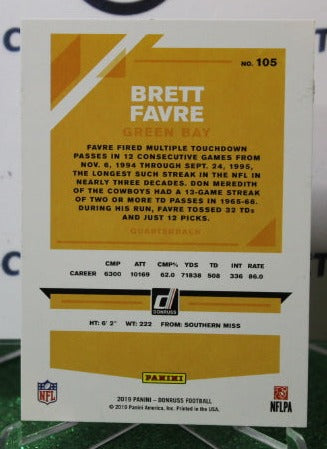 NO. 105
BRETT
FAVRE
GREEN BAY
FAVRE FIRED MULTIPLE TOUCHDOWN
PASSES IN 12 CONSECUTIVE GAMES FROM
NOV. 6, 1994 THROUGH SEPT. 24, 1995,
THE LONGEST SUCH STREAK IN THE NFL IN
NEARLY THREE DECADES. DON MEREDITH
OF THE COWBOYS HAD A 13-GAME STREAK
OF TWO OR MORE TD PASSES IN 1965-66.
DURING HIS RUN, FAVRE TOSSED 32 TDs
AND JUST 12 PICKS.
QUARTERBACK
CMP ATT CMP% YDS TD INT RATE
CAREER 6300 10169 62.0 71838 508 336 86.0
D
DONRUSS
HT: 6' 2" WT: 222 FROM: SOUTHERN MISS
PANINI
NFL
NFLPA
2019 PANINI – DONRUSS FOOTBALL
© 2019 Panini America, Inc. Printed in the USA.